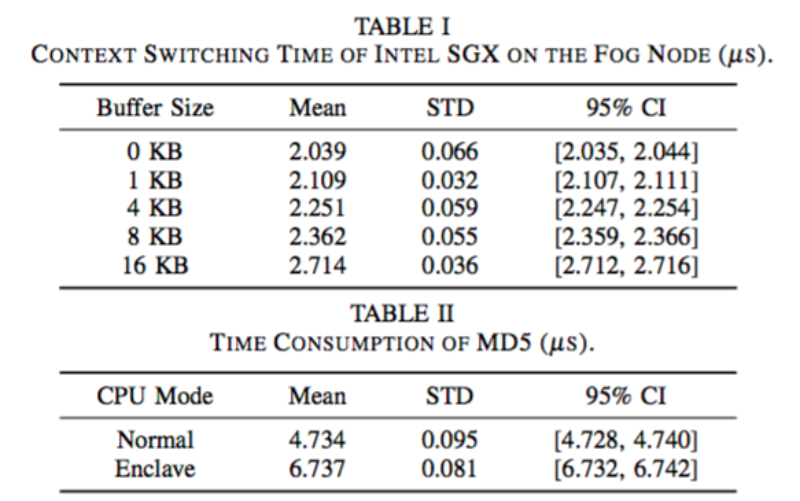 TABLE I
CONTEXT SWITCHING TIME OF INTEL SGX ON THE FOG NODE (μS).
Buffer Size Mean STD 95% CI
0 KB 2.039 0.066 [2.035, 2.044]
1 KB 2.109 0.032 [2.107, 2.111]
4 KB 2.251 0.059 [2.247, 2.254]
8 KB 2.362 0.055 [2.359, 2.366]
16 KB 2.714 0.036 [2.712, 2.716]
TABLE II
TIME CONSUMPTION OF MD5 (μS).
CPU Mode Mean STD 95% CI
Normal 4.734 0.095 [4.728, 4.740]
Enclave 6.737 0.081 [6.732, 6.742]